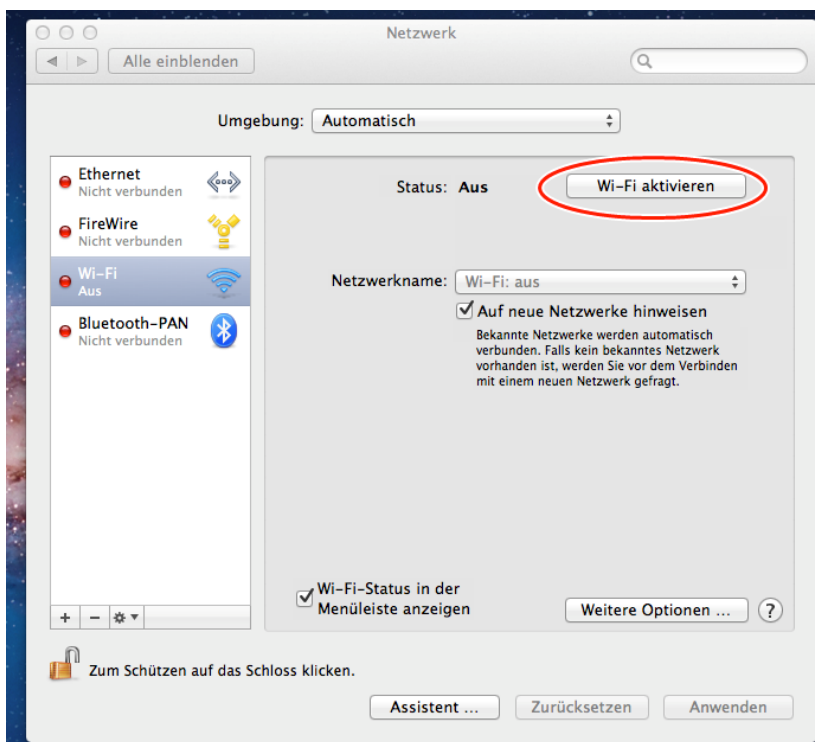 Netzwerk
Alle einblenden
Umgebung: Automatisch
Ethernet
Nicht verbunden
FireWire
Nicht verbunden
Wi-Fi
Aus
Bluetooth-PAN
Nicht verbunden
Status: Aus
Wi-Fi aktivieren
Netzwerkname: Wi-Fi: aus
Auf neue Netzwerke hinweisen
Bekannte Netzwerke werden automatisch
verbunden. Falls kein bekanntes Netzwerk
vorhanden ist, werden Sie vor dem Verbinden
mit einem neuen Netzwerk gefragt.
Wi-Fi-Status in der
Menüleiste anzeigen
Weitere Optionen ... ?
Zum Schützen auf das Schloss klicken.
Assistent ... Zurücksetzen Anwenden